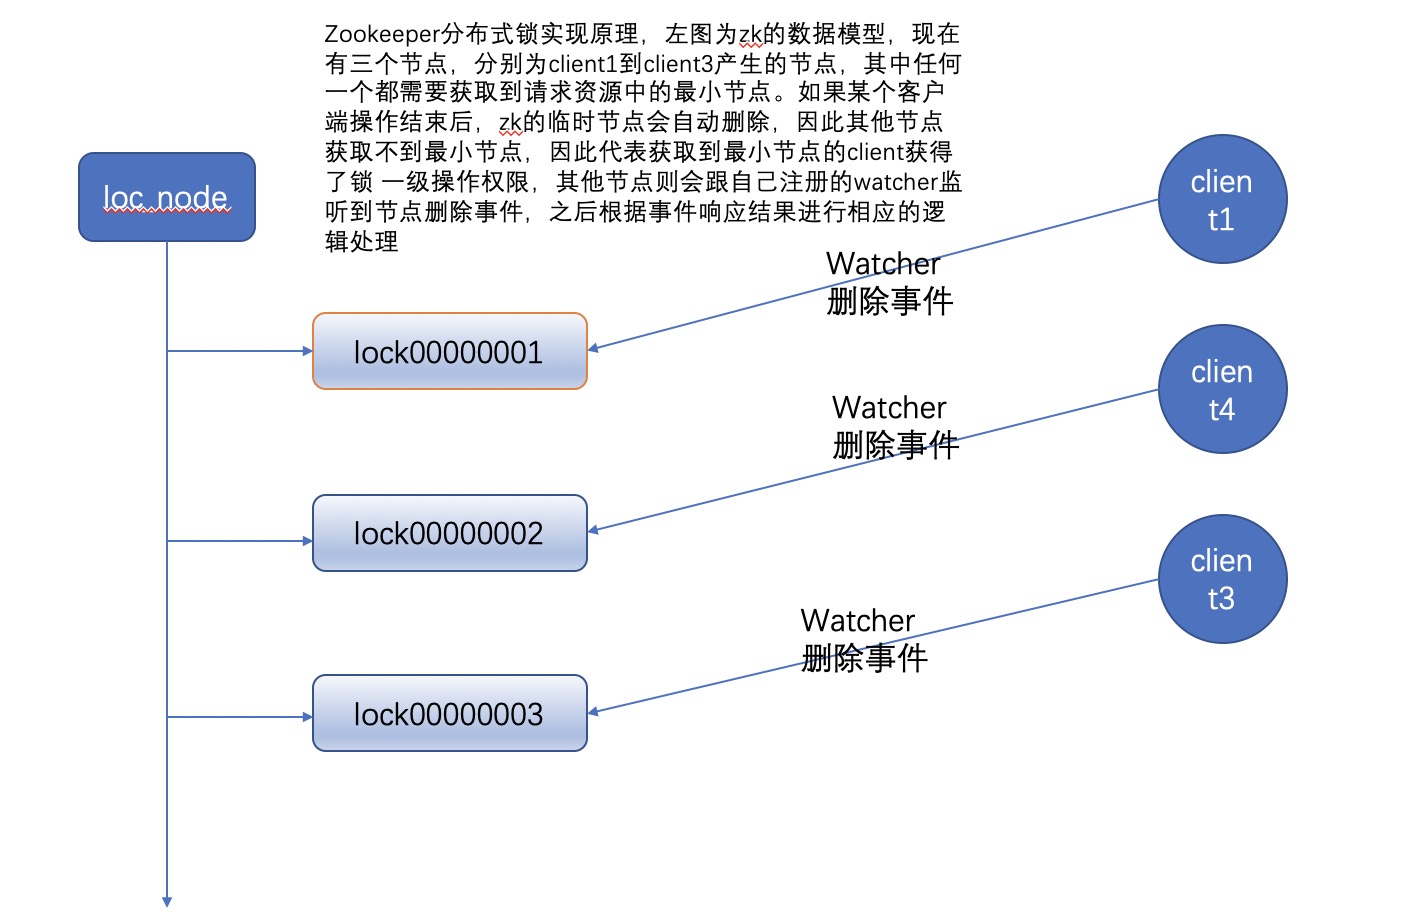 Zookeeper分布式锁实现原理，左图为zk的数据模型，现在
有三个节点，分别为client1到client3产生的节点，其中任何
一个都需要获取到请求资源中的最小节点。如果某个客户
端操作结束后，zk的临时节点会自动删除，因此其他节点
获取不到最小节点，因此代表获取到最小节点的client获得
了锁 一级操作权限，其他节点则会跟自己注册的watcher监
听到节点删除事件，之后根据事件响应结果进行相应的逻
辑处理
loc_node
clien
t1
Watcher
删除事件
lock00000001
clien
t4
Watcher
删除事件
lock00000002
clien
t3
Watcher
删除事件
lock00000003